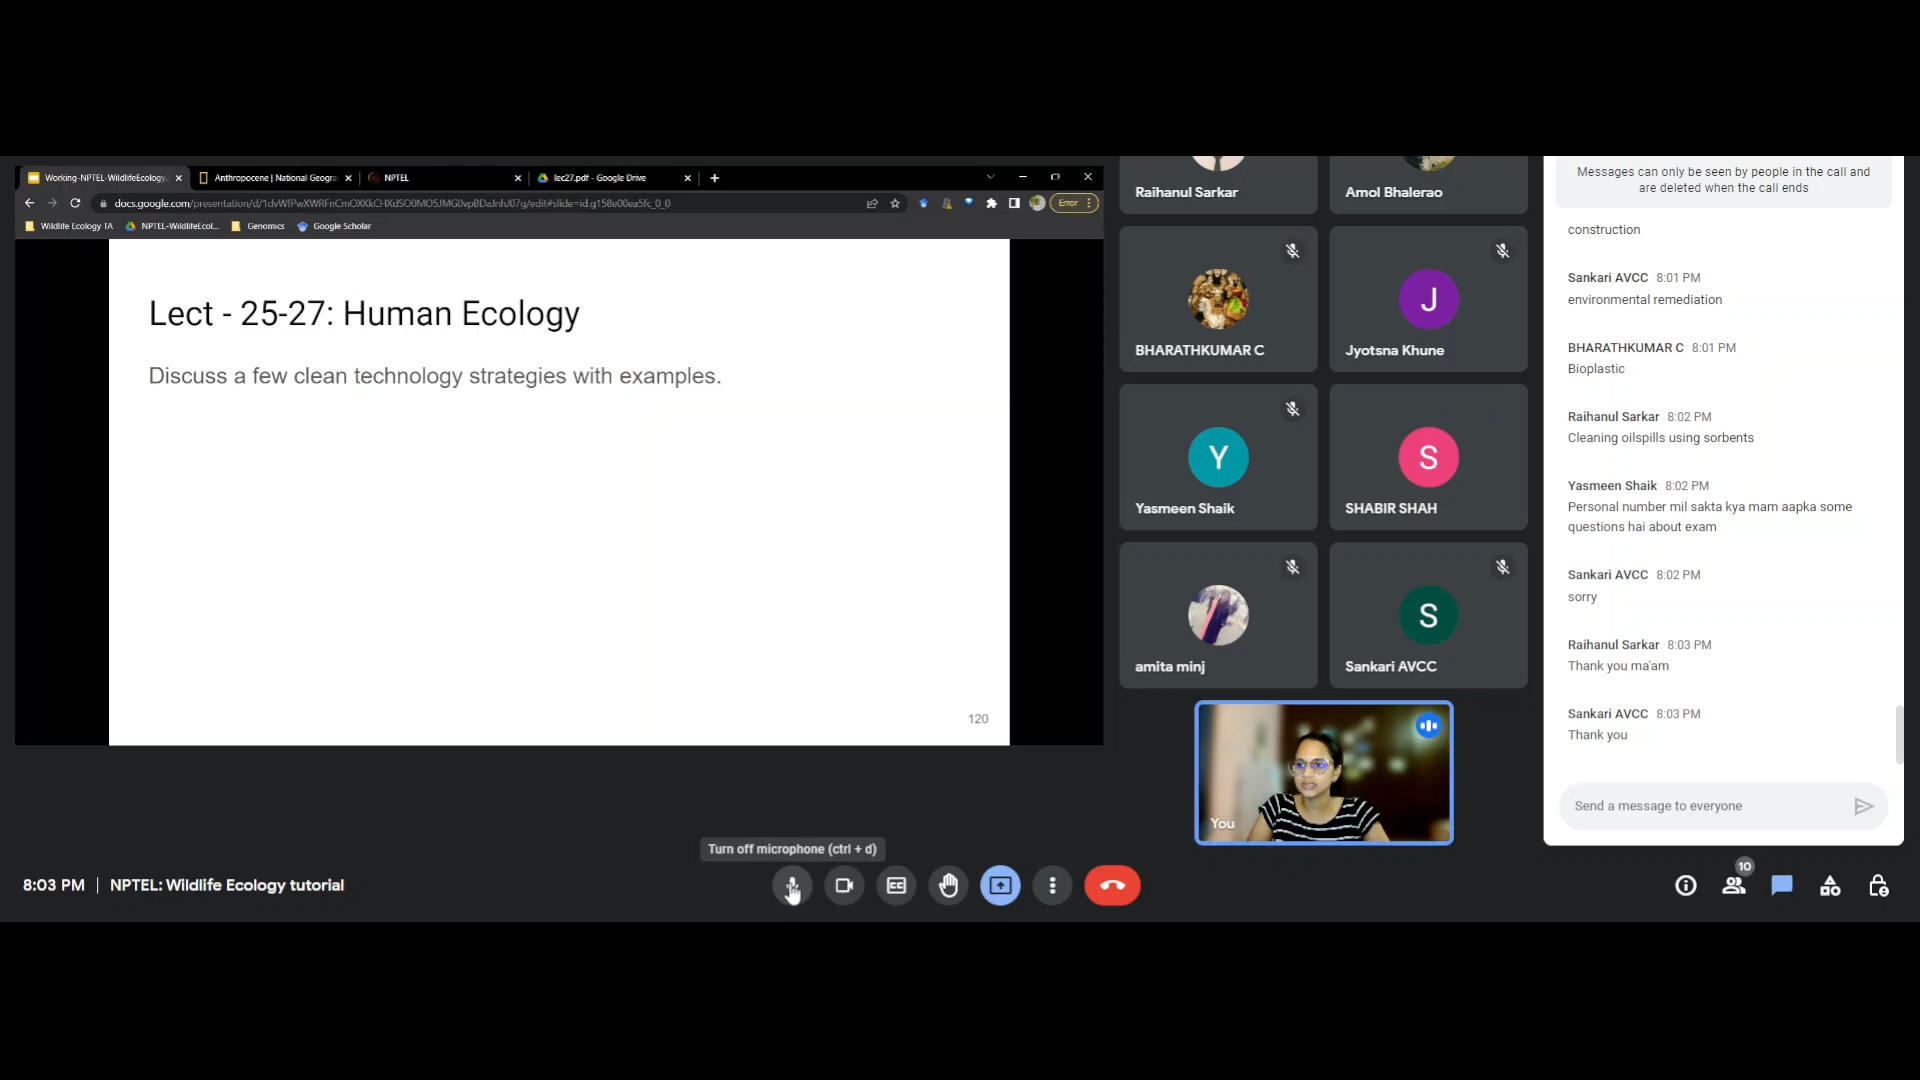 Working-NPTEL-WildlifeEcology.
Anthropocene | National Geogra
NPTEL
lec27.pdf - Google Drive
docs.google.com/presentation/d/
Error
Wildlife Ecology TA
NPTEL-WildlifeEcol...
Genomics
Google Scholar
Lect - 25-27: Human Ecology
Discuss a few clean technology strategies with examples.
120
Raihanul Sarkar
Amol Bhalerao
BHARATHKUMAR C
J
Jyotsna Khune
Y
Yasmeen Shaik
S
SHABIR SHAH
amita minj
S
Sankari AVCC
You
Messages can only be seen by people in the call and
are deleted when the call ends
construction
Sankari AVCC 8:01 PM
environmental remediation
BHARATHKUMAR C 8:01 PM
Bioplastic
Raihanul Sarkar 8:02 PM
Cleaning oilspills using sorbents
Yasmeen Shaik 8:02 PM
Personal number mil sakta kya mam aapka some
questions hai about exam
Sankari AVCC 8:02 PM
sorry
Raihanul Sarkar 8:03 PM
Thank you ma'am
Sankari AVCC 8:03 PM
Thank you
Send a message to everyone
Turn off microphone (ctrl + d)
8:03 PM | NPTEL: Wildlife Ecology tutorial
CC
10